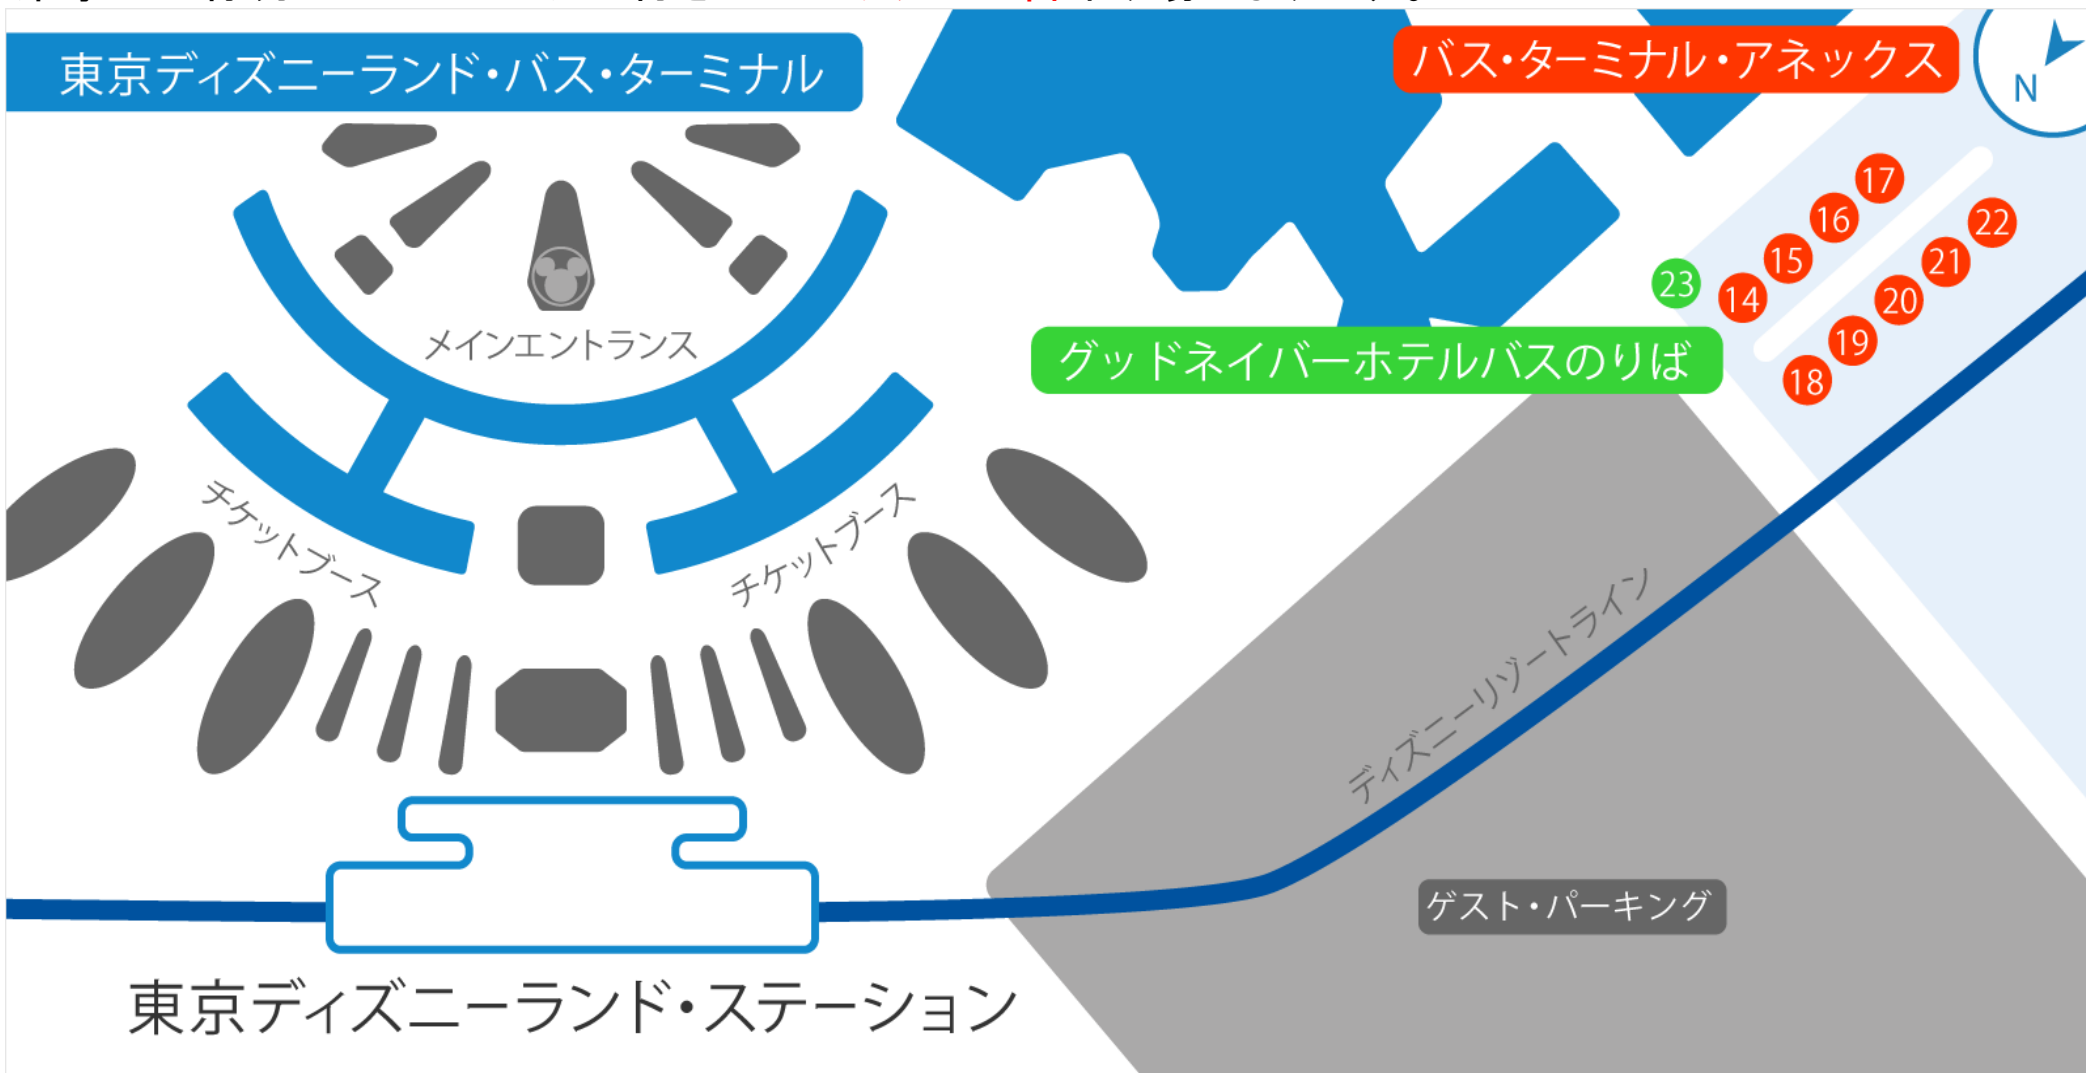 東京ディズニーランド・バス・ターミナル
バス・ターミナル・アネックス
N
17
16
22
15
21
23
14
20
19
18
メインエントランス
グッドネイバーホテルバスのりば
チケットブース
チケットブース
ディズニーリゾートライン
ゲスト・パーキング
東京ディズニーランド・ステーション